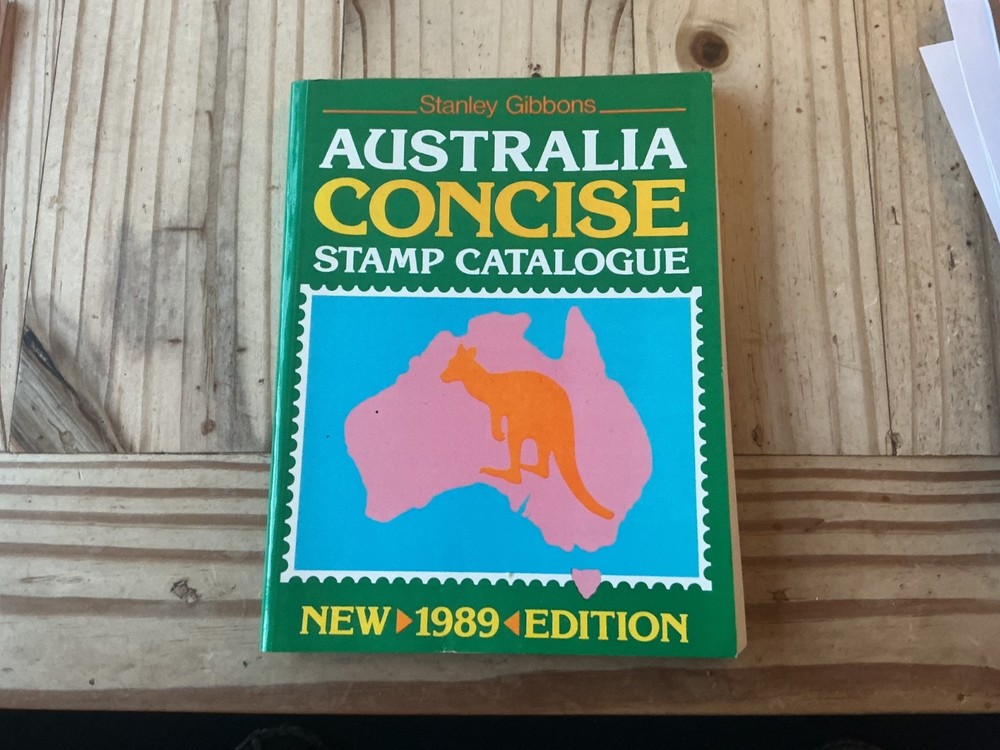 Stanley Gibbons
AUSTRALIA
CONCISE
STAMP CATALOGUE
NEW 1989 EDITION